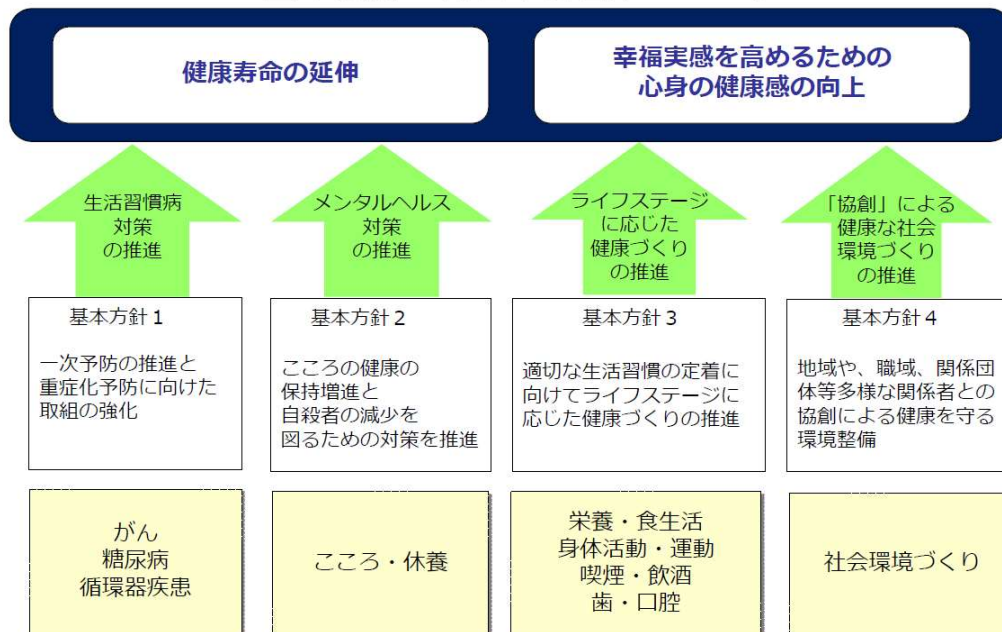 健康寿命の延伸
幸福実感を高めるための
心身の健康感の向上
生活習慣病
対策
の推進
メンタルヘルス
対策
の推進
ライフステージ
に応じた
健康づくり
の推進
「協創」による
健康な社会
環境づくり
の推進
基本方針1
一次予防の推進と
重症化予防に向けた
取組の強化
基本方針2
こころの健康の
保持増進と
自殺者の減少を
図るための対策を推進
基本方針3
適切な生活習慣の定着に
向けてライフステージに
応じた健康づくりの推進
基本方針4
地域や、職域、関係団
体等多様な関係者との
協創による健康を守る
環境整備
がん
糖尿病
循環器疾患
こころ・休養
栄養・食生活
身体活動・運動
喫煙・飲酒
歯・口腔
社会環境づくり